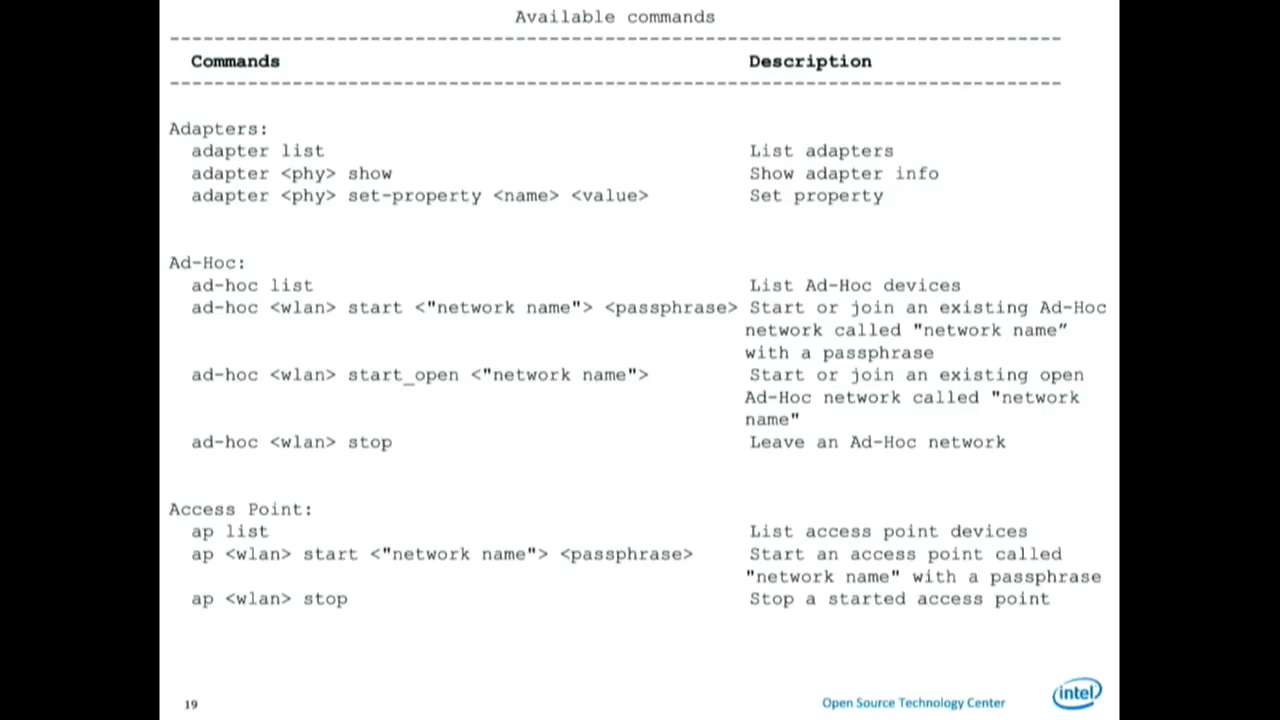 Available commands
--------------------------------------------------------------------------------
Commands Description
--------------------------------------------------------------------------------
Adapters:
adapter list List adapters
adapter <phy> show Show adapter info
adapter <phy> set-property <name> <value> Set property
Ad-Hoc:
ad-hoc list List Ad-Hoc devices
ad-hoc <wlan> start <"network name"> <passphrase> Start or join an existing Ad-Hoc
network called "network name”
with a passphrase
ad-hoc <wlan> start_open <"network name"> Start or join an existing open
Ad-Hoc network called "network
name"
ad-hoc <wlan> stop Leave an Ad-Hoc network
Access Point:
ap list List access point devices
ap <wlan> start <"network name"> <passphrase> Start an access point called
"network name" with a passphrase
ap <wlan> stop Stop a started access point
19 Open Source Technology Center intel